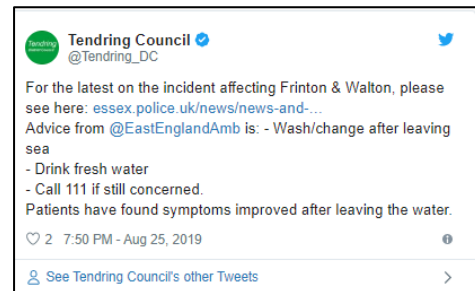 Tendring Council
@Tendring_DC
For the latest on the incident affecting Frinton & Walton, please
see here: essex.police.uk/news/news-and-...
Advice from @EastEnglandAmb is: - Wash/change after leaving
sea
- Drink fresh water
- Call 111 if still concerned.
Patients have found symptoms improved after leaving the water.
2 7:50 PM - Aug 25, 2019
See Tendring Council's other Tweets